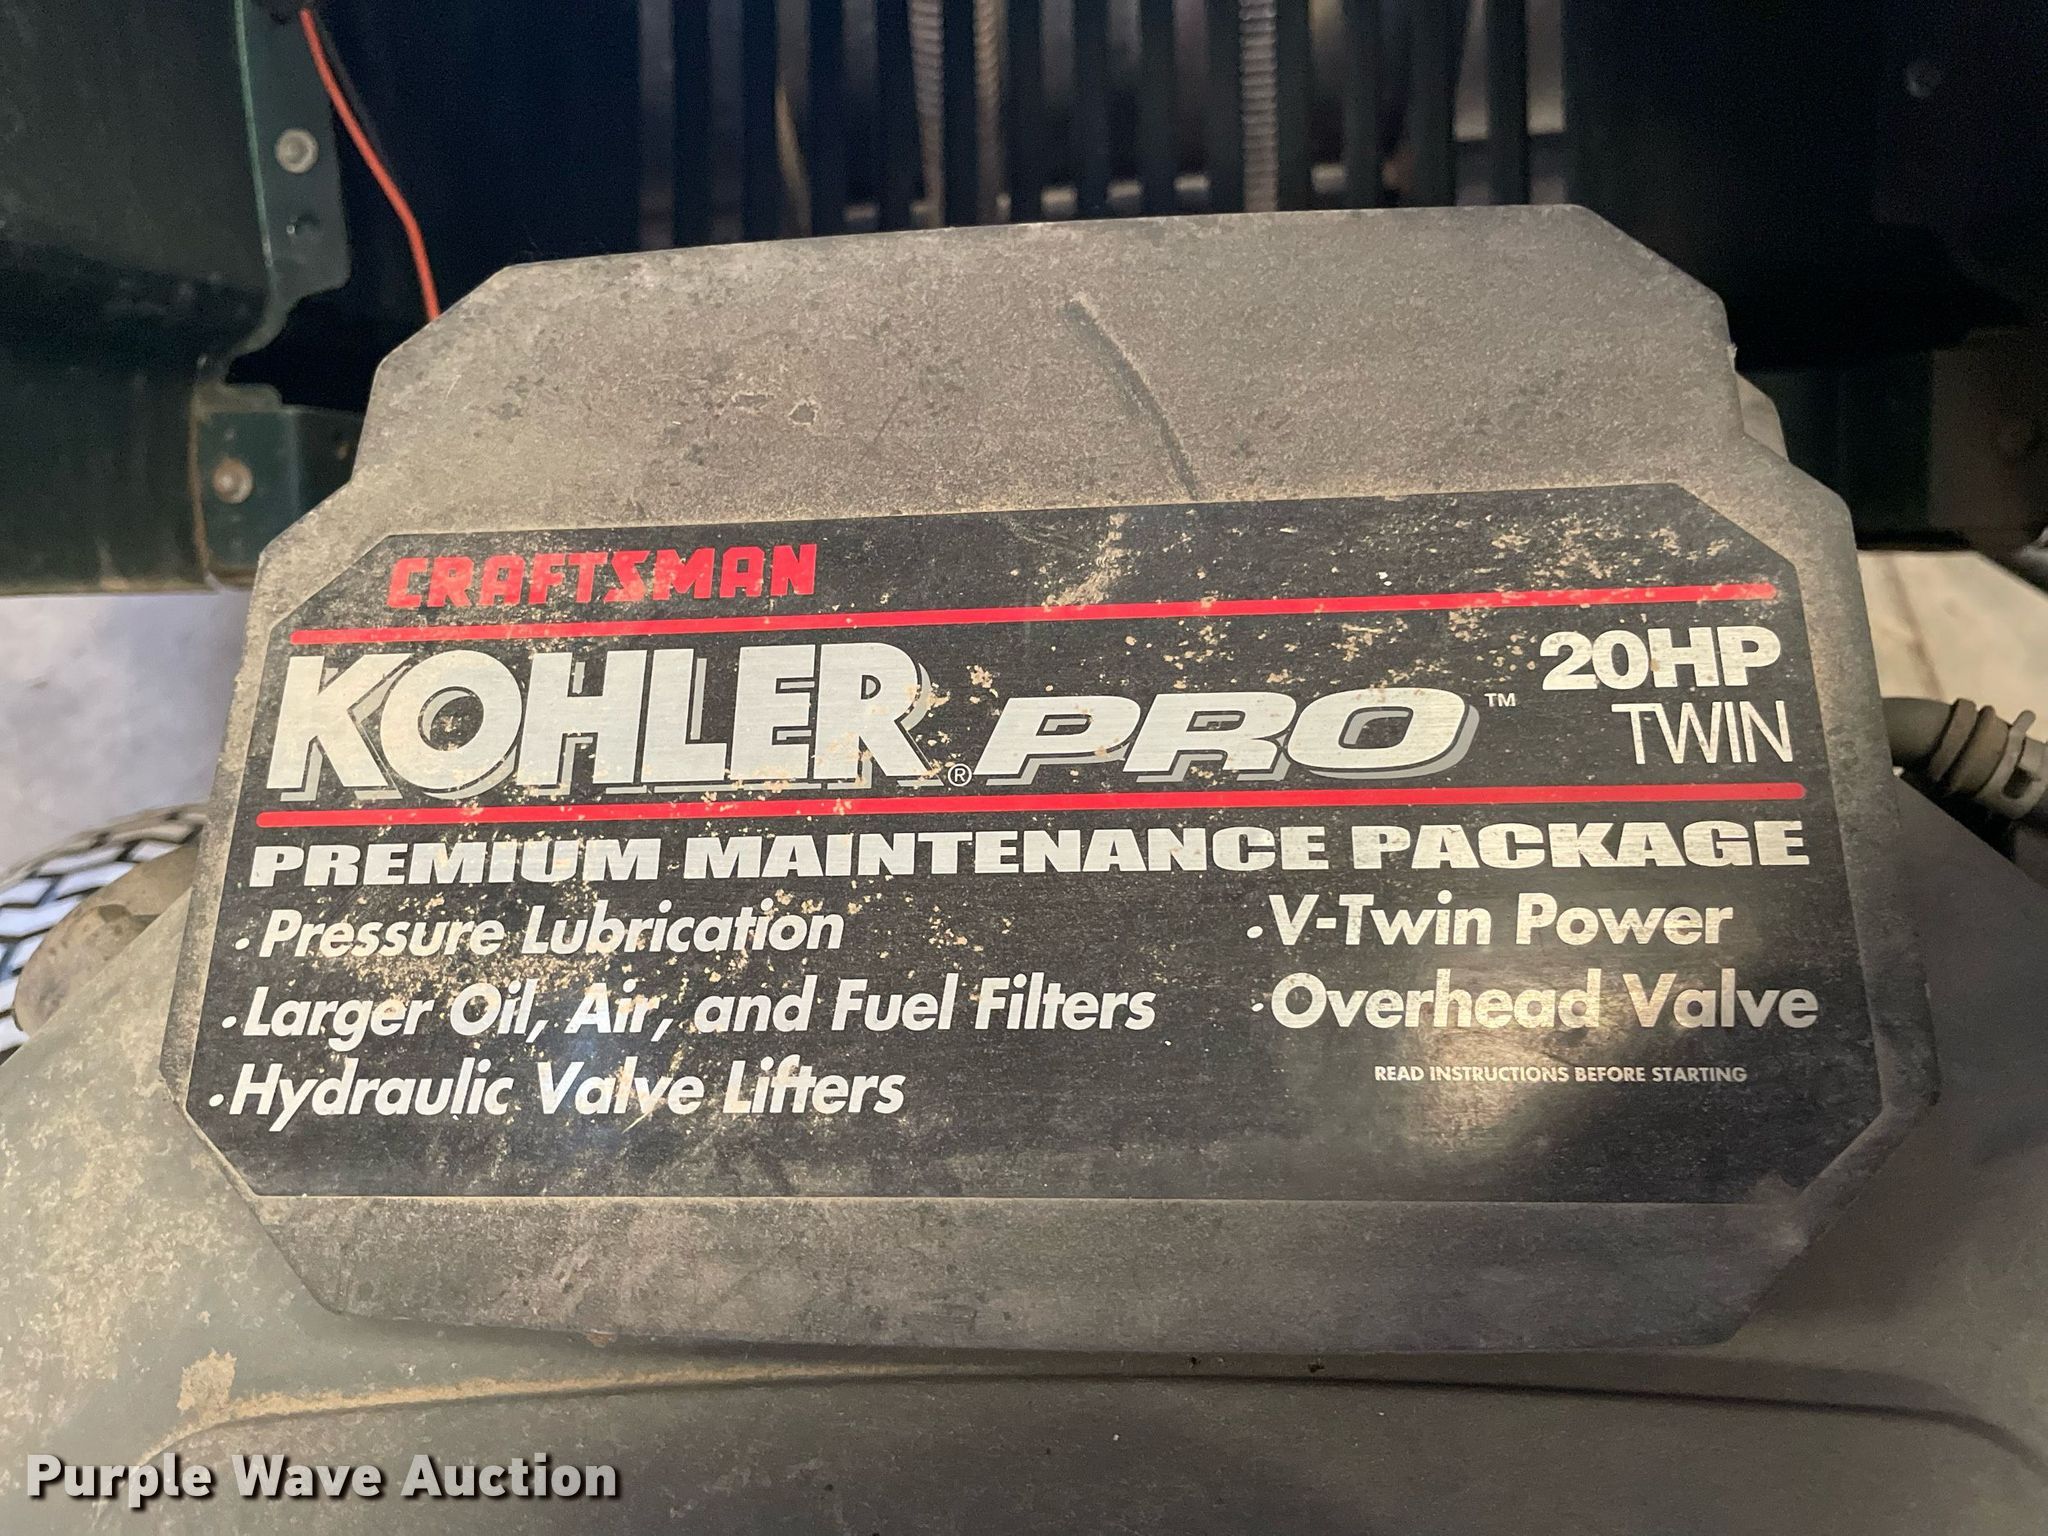 CRAFTSMAN
KOHLER® PRO™ 20HP
TWIN
PREMIUM MAINTENANCE PACKAGE
· Pressure Lubrication
· Larger Oil, Air, and Fuel Filters
· Hydraulic Valve Lifters
· V-Twin Power
· Overhead Valve
READ INSTRUCTIONS BEFORE STARTING
Purple Wave Auction